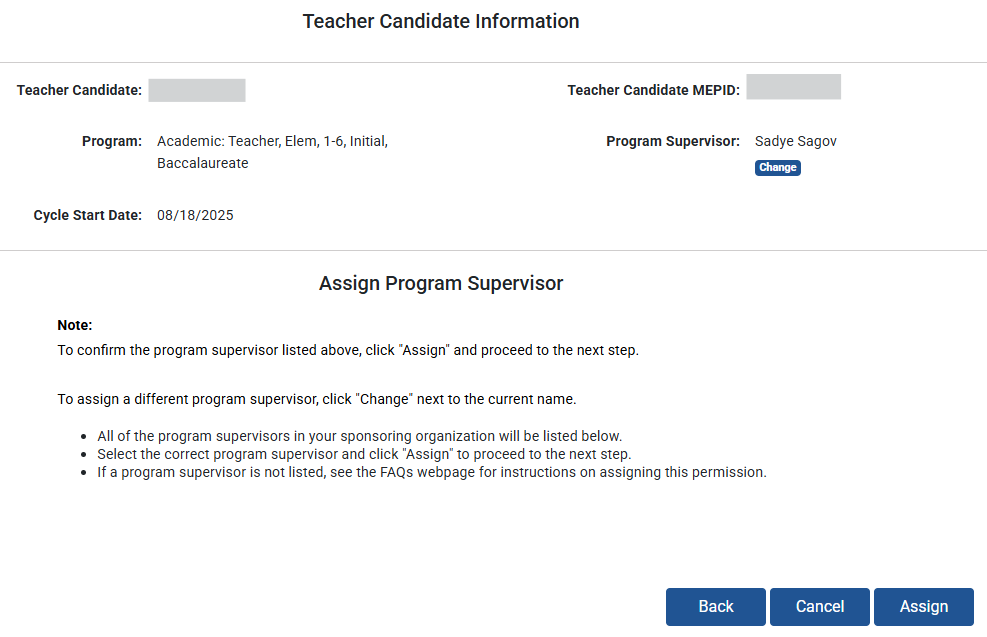 Teacher Candidate Information
Teacher Candidate:
Teacher Candidate MEPID:
Program: Academic: Teacher, Elem, 1-6, Initial,
Baccalaureate
Program Supervisor: Sadye Sagov
Change
Cycle Start Date: 08/18/2025
Assign Program Supervisor
Note:
To confirm the program supervisor listed above, click "Assign" and proceed to the next step.
To assign a different program supervisor, click "Change" next to the current name.
• All of the program supervisors in your sponsoring organization will be listed below.
• Select the correct program supervisor and click "Assign" to proceed to the next step.
• If a program supervisor is not listed, see the FAQs webpage for instructions on assigning this permission.
Back Cancel Assign